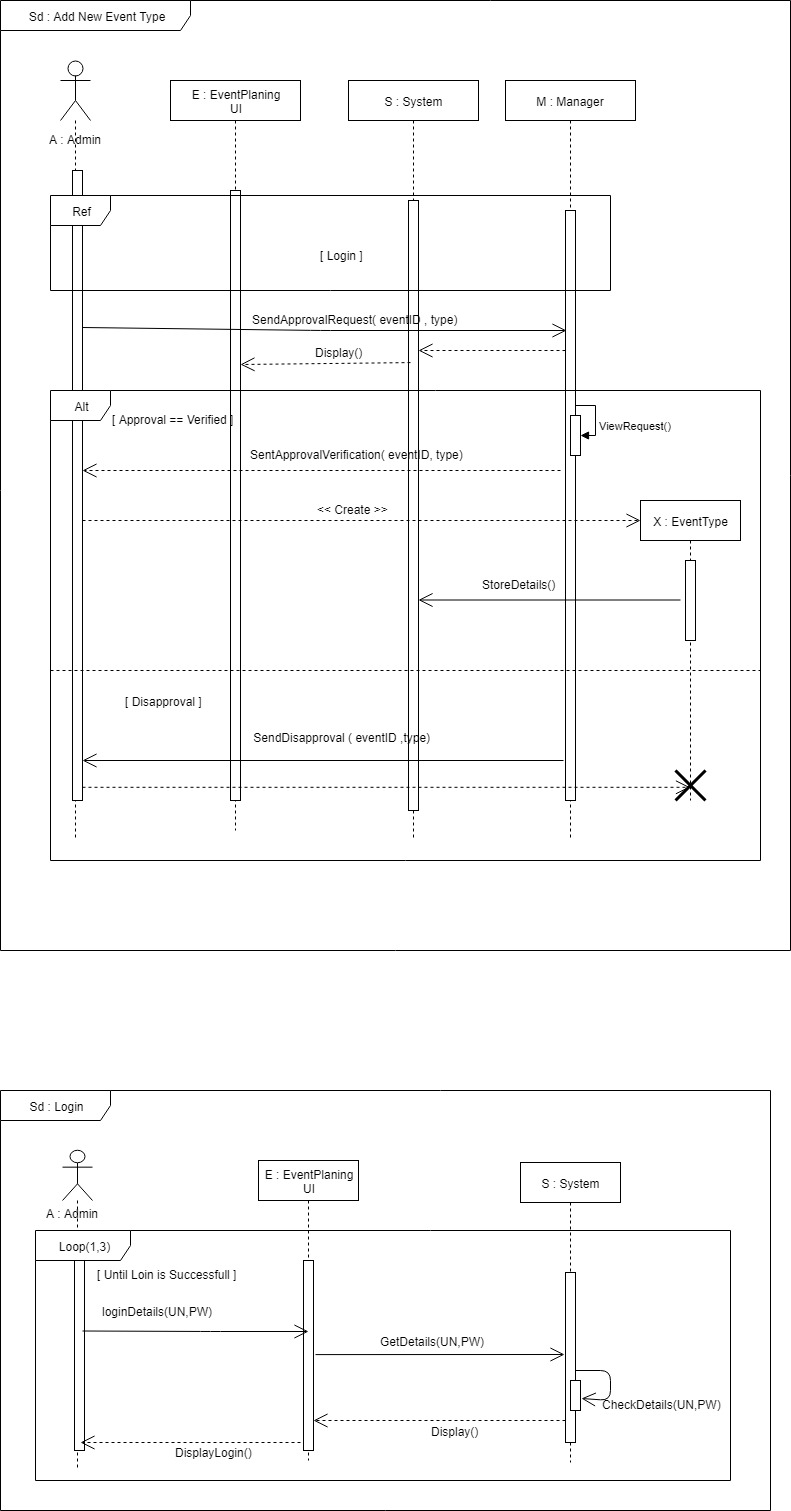 Sd : Add New Event Type
E : EventPlaning
UI
S : System
M : Manager
A : Admin
Ref
[ Login ]
SendApprovalRequest( eventID , type)
Display()
Alt
[ Approval == Verified ]
ViewRequest()
SentApprovalVerification( eventID, type)
<< Create >>
X : EventType
StoreDetails()
[ Disapproval ]
SendDisapproval ( eventID ,type)
Sd : Login
E : EventPlaning
UI
S : System
A : Admin
Loop(1,3)
[ Until Loin is Successfull ]
loginDetails(UN,PW)
GetDetails(UN,PW)
CheckDetails(UN,PW)
Display()
DisplayLogin()